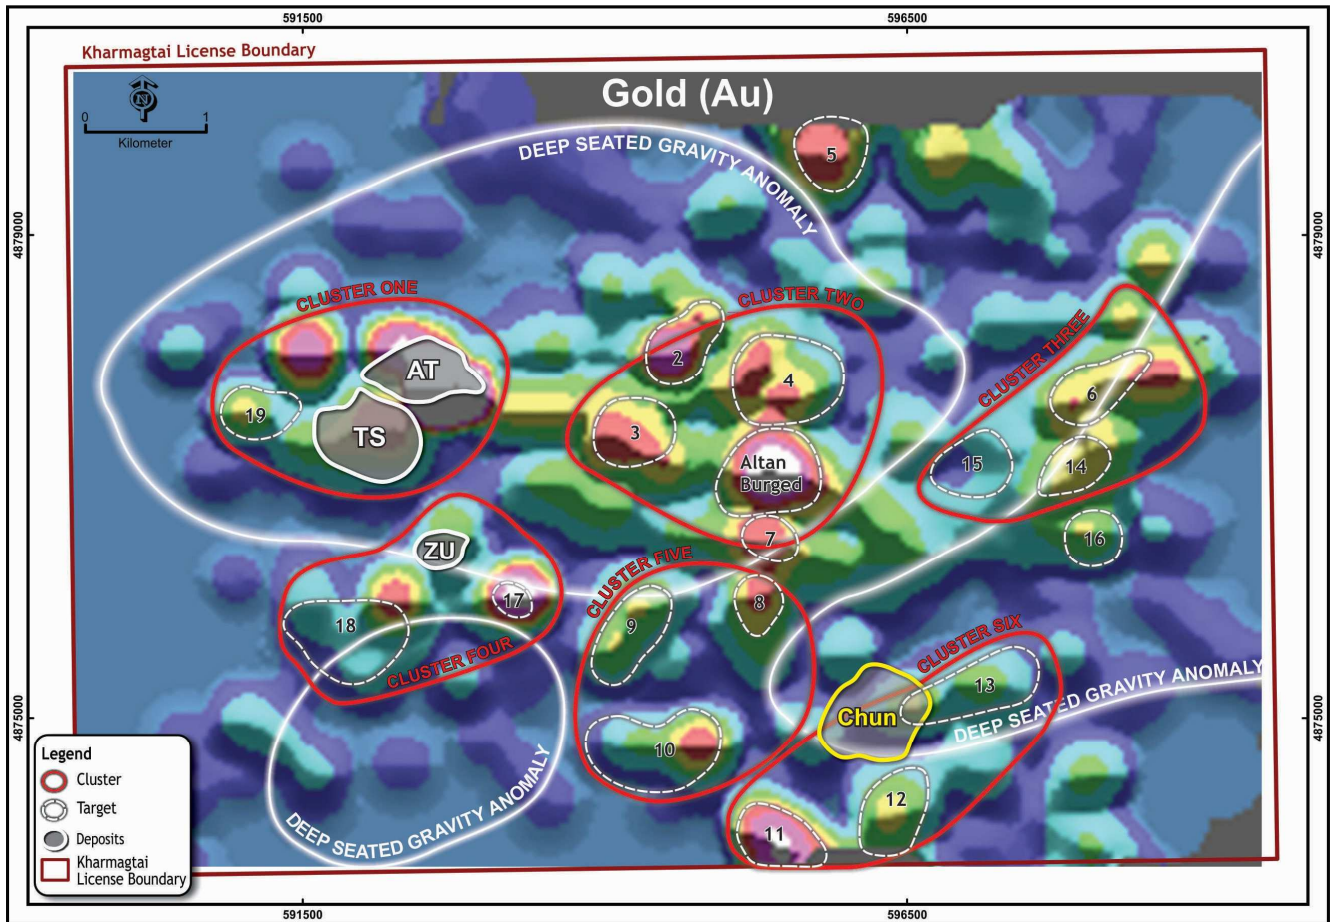 591500
596500
Kharmagtai License Boundary
N
0 1
Kilometer
Gold (Au)
DEEP SEATED GRAVITY ANOMALY
5
4879000
4879000
CLUSTER ONE
CLUSTER TWO
CLUSTER THREE
AT
2
4
6
19
TS
3
Altan
Burged
15
14
7
16
ZU
CLUSTER FIVE
17
8
18
9
CLUSTER FOUR
CLUSTER SIX
13
DEEP SEATED GRAVITY ANOMALY
4875000
4875000
Chun
10
12
11
DEEP SEATED GRAVITY ANOMALY
Legend
Cluster
Target
Deposits
Kharmagtai
License Boundary
591500
596500